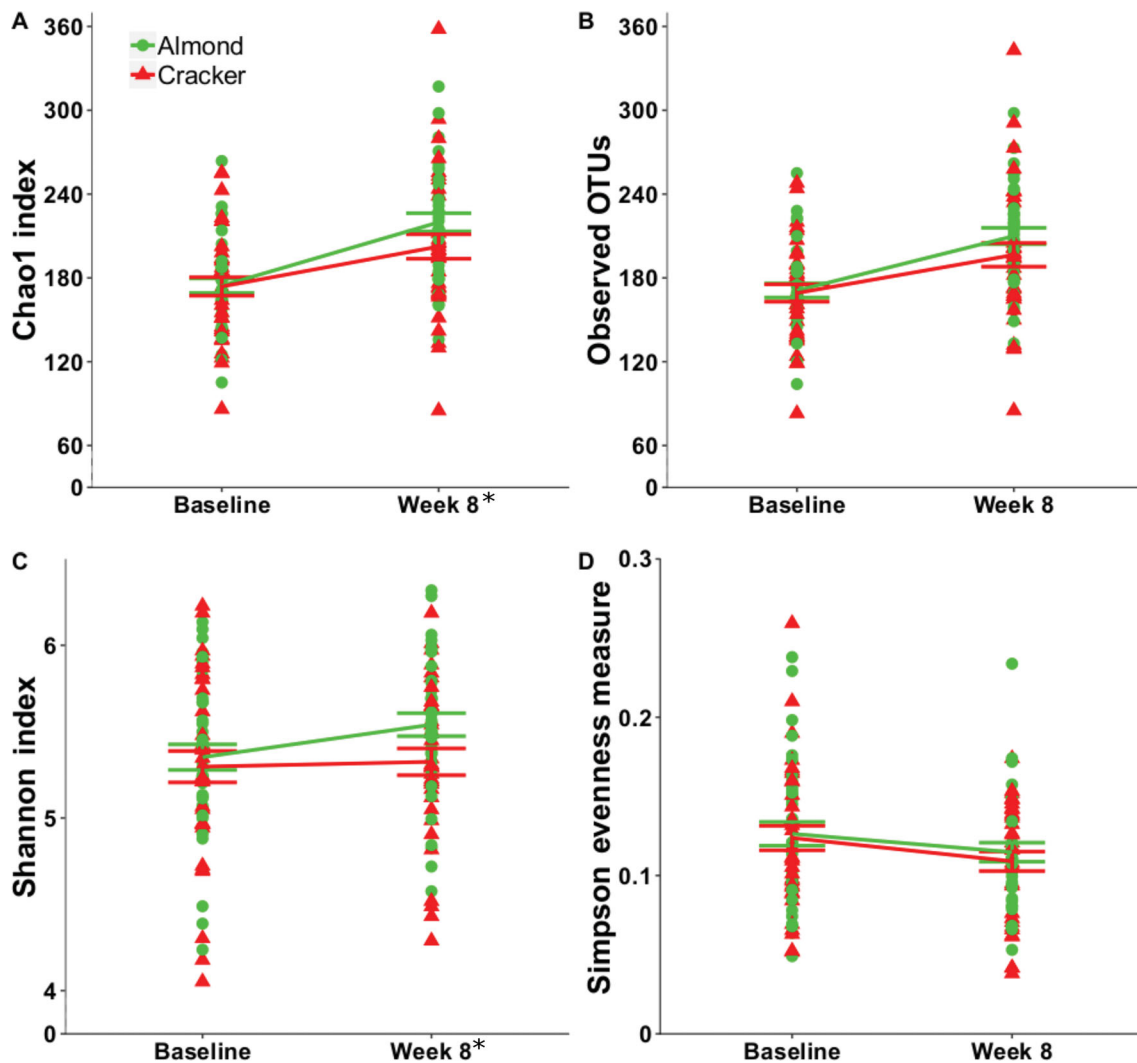 A
360
300
240
180
120
60
0
Chao1 index
Almond
Cracker
Baseline
Week 8*
B
360
300
240
180
120
60
0
Observed OTUs
Baseline
Week 8
C
6
5
4
0
Shannon index
Baseline
Week 8*
D
0.3
0.2
0.1
0
Simpson evenness measure
Baseline
Week 8